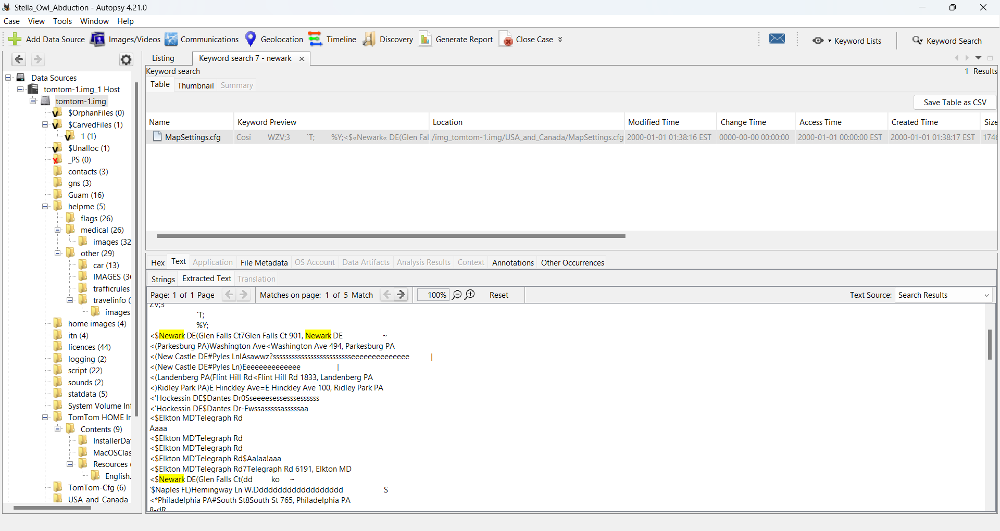 Stella_Owl_Abduction - Autopsy 4.21.0
Case View Tools Window Help
Add Data Source Images/Videos Communications Geolocation Timeline Discovery Generate Report Close Case Keyword Lists Keyword Search
Data Sources
tomtom-1.img_1 Host
tomtom-1.img
$OrphanFiles (0)
$CarvedFiles (1)
1 (1)
$Unalloc (1)
_PS (0)
contacts (3)
gns (3)
Guam (16)
helpme (5)
flags (26)
medical (26)
images (32
other (29)
car (13)
IMAGES (3
trafficrules
travelinfo (
images
home images (4)
itn (4)
licences (44)
logging (2)
script (22)
sounds (2)
statdata (5)
System Volume In
TomTom HOME Ir
Contents (9)
InstallerDa
MacOSClas
Resources
English.
TomTom-Cfg (6)
USA and Canada
Listing Keyword search 7 - newark
Keyword search 1 Results
Table Thumbnail Summary
Save Table as CSV
Name Keyword Preview Location Modified Time Change Time Access Time Created Time Size
MapSettings.cfg Cosi WZV;3 `T; %Y;<$«Newark« DE(Glen Fal /img_tomtom-1.img/USA_and_Canada/MapSettings.cfg 2000-01-01 01:38:16 EST 0000-00-00 00:00:00 2000-01-01 00:00:00 EST 2000-01-01 01:38:17 EST 1746
Hex Text Application File Metadata OS Account Data Artifacts Analysis Results Context Annotations Other Occurrences
Strings Extracted Text Translation
Page: 1 of 1 Page Matches on page: 1 of 5 Match 100% Reset Text Source: Search Results
ZV;3
`T;
%Y;
<$Newark DE(Glen Falls Ct7Glen Falls Ct 901, Newark DE ~
<(Parkesburg PA)Washington Ave<Washington Ave 494, Parkesburg PA
<(New Castle DE#Pyles LnIAsawwz?sssssssssssssssssssssssseeeeeeeeeeeeee |
<(New Castle DE#Pyles Ln)Eeeeeeeeeeeeee |
<(Landenberg PA(Flint Hill Rd<Flint Hill Rd 1833, Landenberg PA
<)Ridley Park PA)E Hinckley Ave=E Hinckley Ave 100, Ridley Park PA
<'Hockessin DE$Dantes Dr0Sseeeesessesssessssss
<'Hockessin DE$Dantes Dr-Ewssassssssassssaa
<$Elkton MD'Telegraph Rd
Aaaa
<$Elkton MD'Telegraph Rd
<$Elkton MD'Telegraph Rd
<$Elkton MD'Telegraph Rd$Aa!aa!aaa
<$Elkton MD'Telegraph Rd7Telegraph Rd 6191, Elkton MD
<$Newark DE(Glen Falls Ct(dd ko ~
'$Naples FL)Hemingway Ln W.Dddddddddddddddddd S
<*Philadelphia PA#South St8South St 765, Philadelphia PA
8-dR